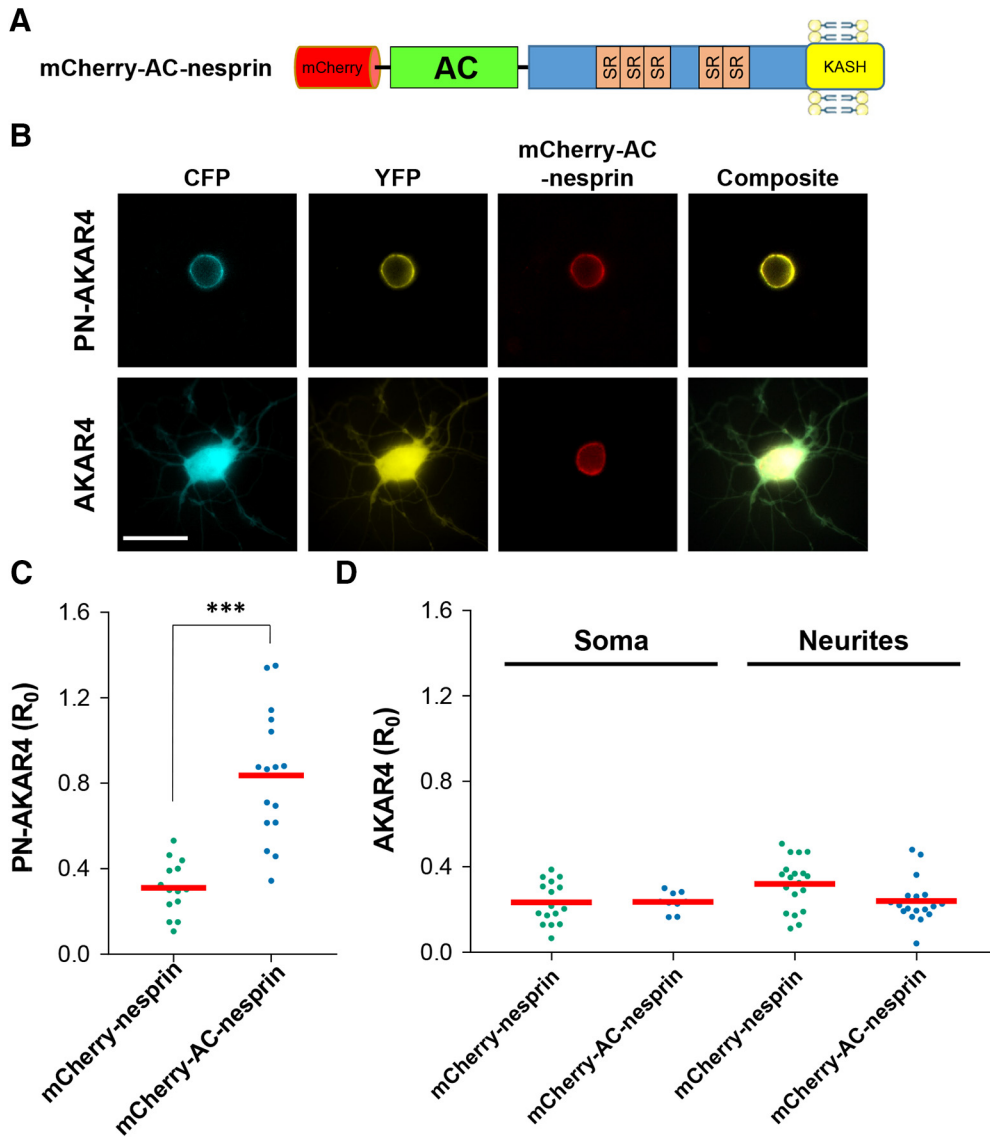 A
mCherry-AC-nesprin
mCherry
AC
SR
SR
SR
SR
SR
KASH
B
CFP
YFP
mCherry-AC
-nesprin
Composite
PN-AKAR4
AKAR4
C
PN-AKAR4 (R0)
1.6
1.2
0.8
0.4
0.0
***
mCherry-nesprin
mCherry-AC-nesprin
D
AKAR4 (R0)
1.6
1.2
0.8
0.4
0.0
Soma
Neurites
mCherry-nesprin
mCherry-AC-nesprin
mCherry-nesprin
mCherry-AC-nesprin